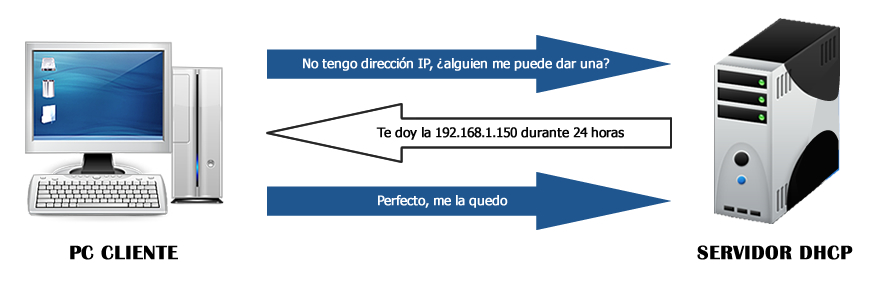 No tengo dirección IP, ¿alguien me puede dar una?
Te doy la 192.168.1.150 durante 24 horas
Perfecto, me la quedo
PC CLIENTE
SERVIDOR DHCP